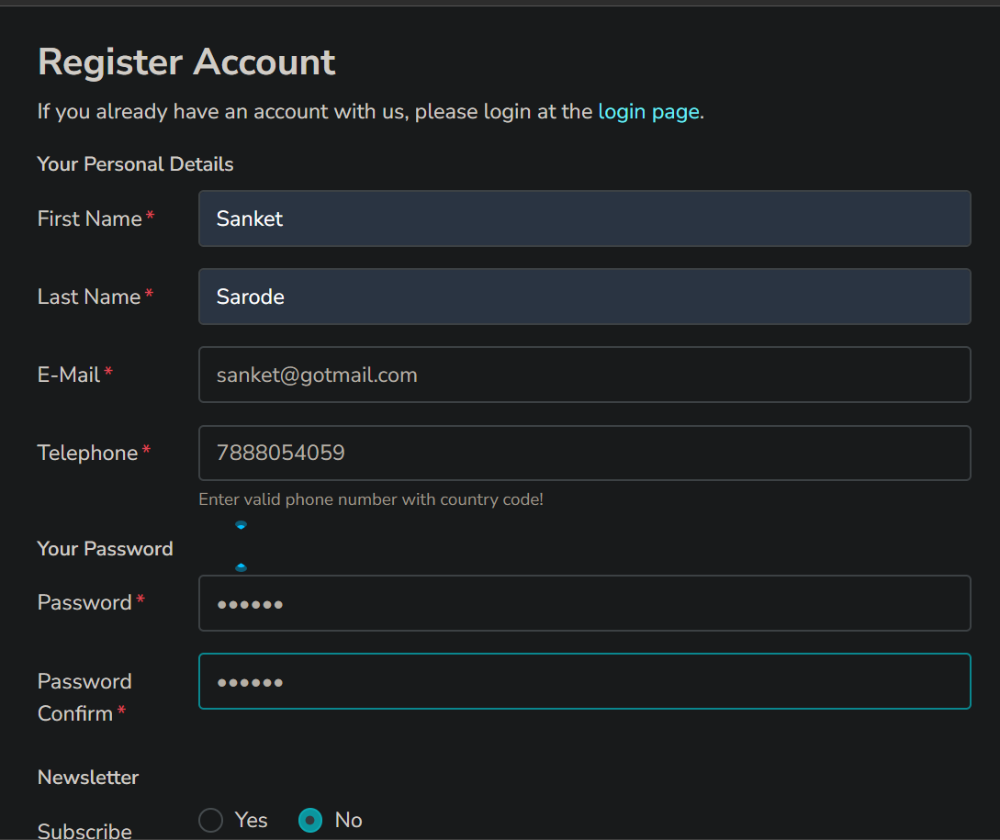 Register Account
If you already have an account with us, please login at the login page.
Your Personal Details
First Name* Sanket
Last Name* Sarode
E-Mail* sanket@gotmail.com
Telephone* 7888054059
Enter valid phone number with country code!
Your Password
Password* ••••••
Password
Confirm* ••••••
Newsletter
Subscribe Yes No